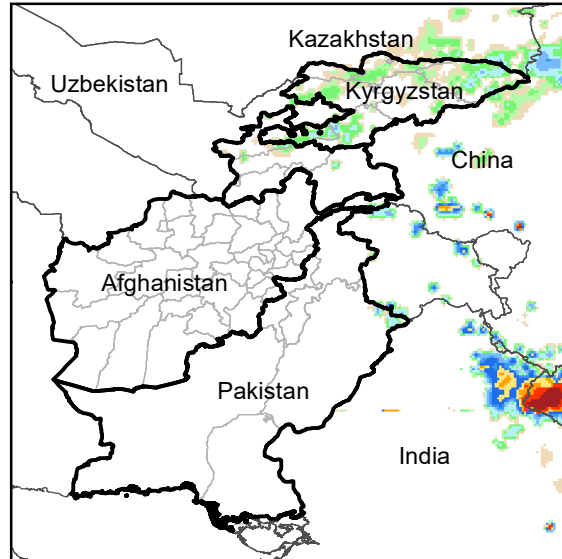 Kazakhstan
Uzbekistan
Kyrgyzstan
China
Afghanistan
Pakistan
India